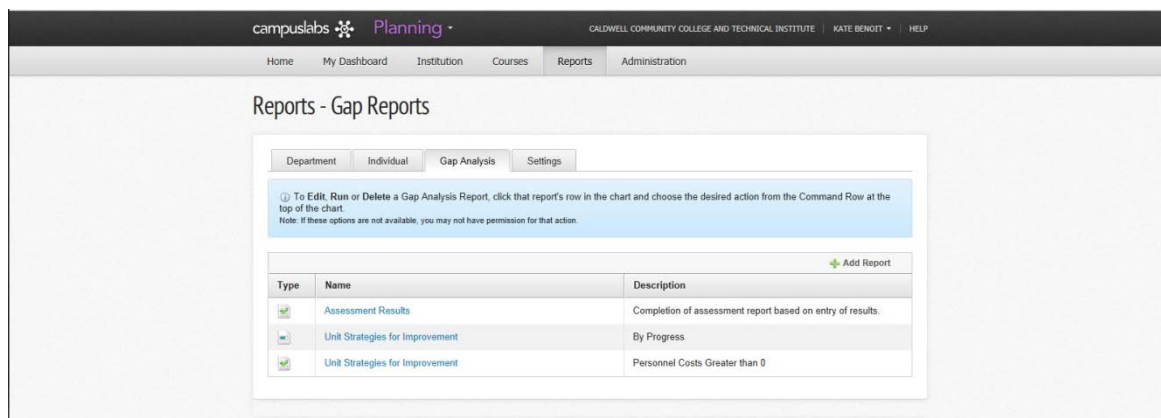 campuslabs Planning CALDWELL COMMUNITY COLLEGE AND TECHNICAL INSTITUTE | KATE BENOIT | HELP
Home My Dashboard Institution Courses Reports Administration
Reports - Gap Reports
Department Individual Gap Analysis Settings
To Edit, Run or Delete a Gap Analysis Report, click that report's row in the chart and choose the desired action from the Command Row at the
top of the chart.
Note: If these options are not available, you may not have permission for that action.
Add Report
Type Name Description
Assessment Results Completion of assessment report based on entry of results.
Unit Strategies for Improvement By Progress
Unit Strategies for Improvement Personnel Costs Greater than 0